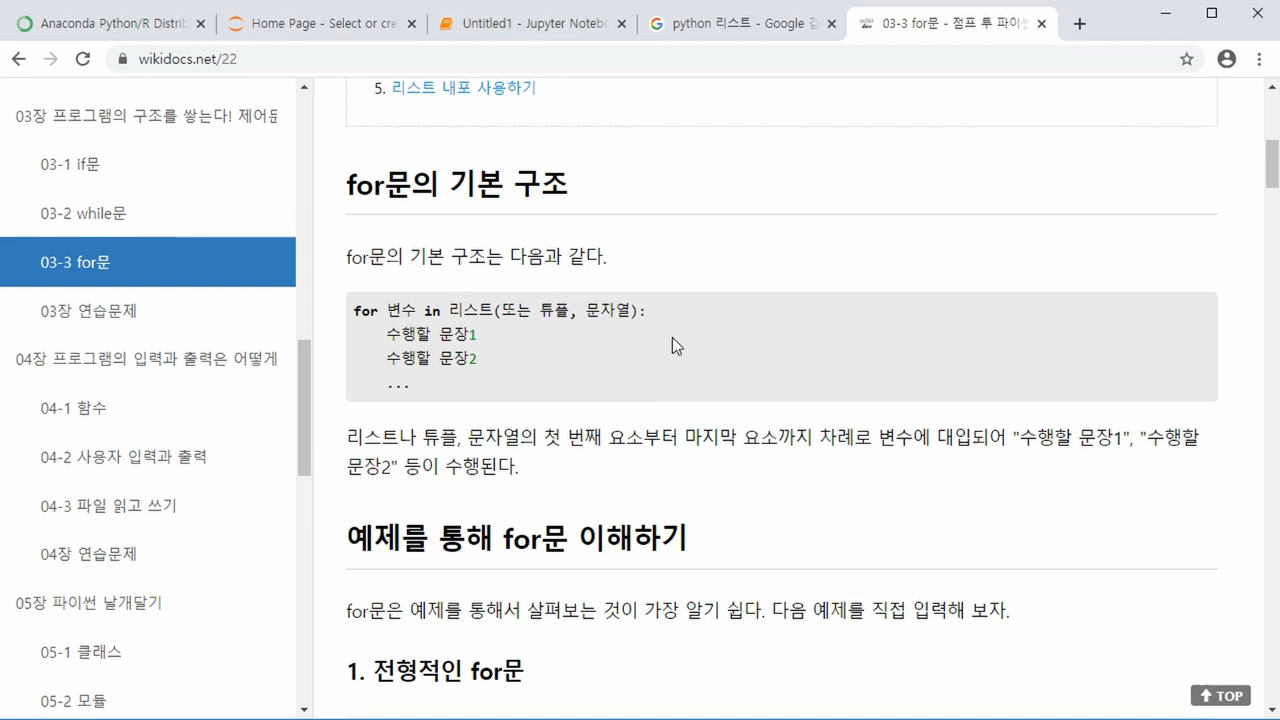 Anaconda Python/R Distrib
Home Page - Select or cre
Untitled1 - Jupyter Notebo
python 리스트 - Google 검
03-3 for문 - 점프 투 파이썬
wikidocs.net/22
03장 프로그램의 구조를 쌓는다! 제어문
03-1 if문
03-2 while문
03-3 for문
03장 연습문제
04장 프로그램의 입력과 출력은 어떻게
04-1 함수
04-2 사용자 입력과 출력
04-3 파일 읽고 쓰기
04장 연습문제
05장 파이썬 날개달기
05-1 클래스
05-2 모듈
5. 리스트 내포 사용하기
for문의 기본 구조
for문의 기본 구조는 다음과 같다.
for 변수 in 리스트(또는 튜플, 문자열):
수행할 문장1
수행할 문장2
...
리스트나 튜플, 문자열의 첫 번째 요소부터 마지막 요소까지 차례로 변수에 대입되어 "수행할 문장1", "수행할
문장2" 등이 수행된다.
예제를 통해 for문 이해하기
for문은 예제를 통해서 살펴보는 것이 가장 알기 쉽다. 다음 예제를 직접 입력해 보자.
1. 전형적인 for문
TOP